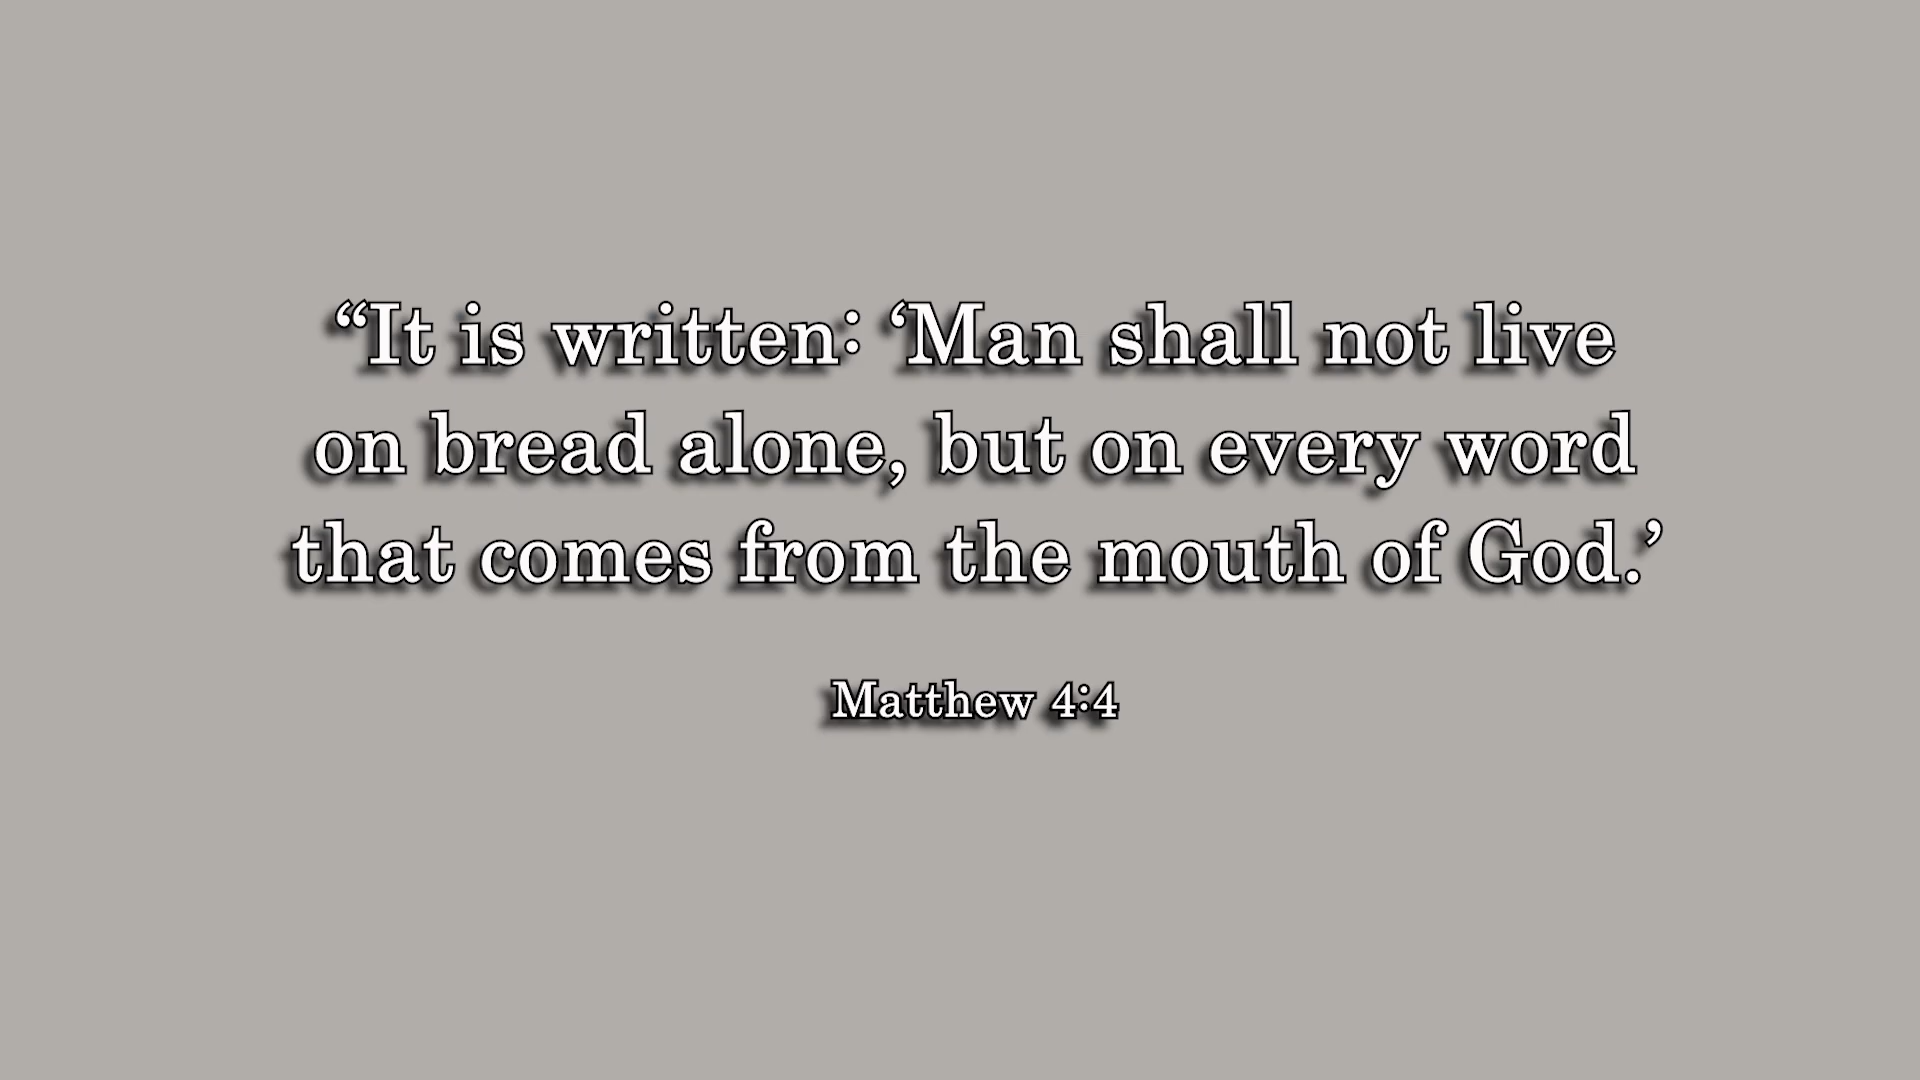 “It is written: ‘Man shall not live
on bread alone, but on every word
that comes from the mouth of God.’
Matthew 4:4